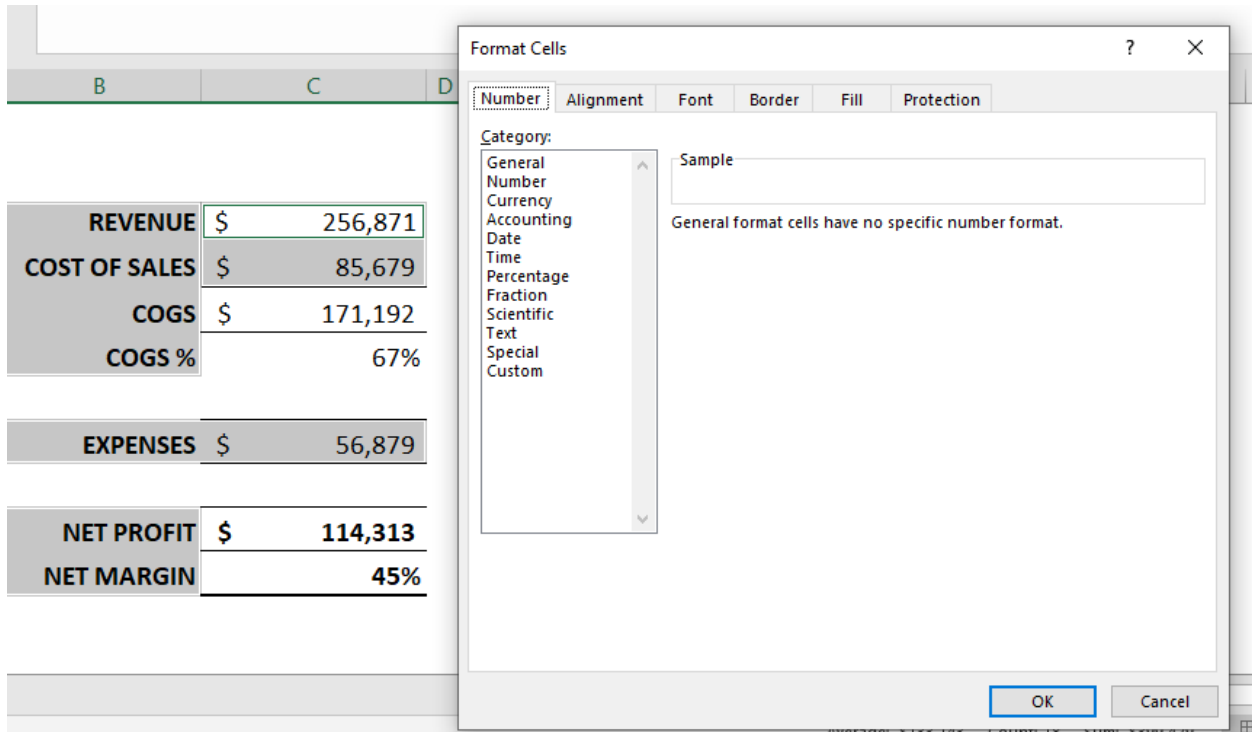 Format Cells ? ×
B C D
Number Alignment Font Border Fill Protection
Category:
General
Number
Currency
Accounting
Date
Time
Percentage
Fraction
Scientific
Text
Special
Custom
Sample
General format cells have no specific number format.
REVENUE $ 256,871
COST OF SALES $ 85,679
COGS $ 171,192
COGS % 67%
EXPENSES $ 56,879
NET PROFIT $ 114,313
NET MARGIN 45%
OK Cancel